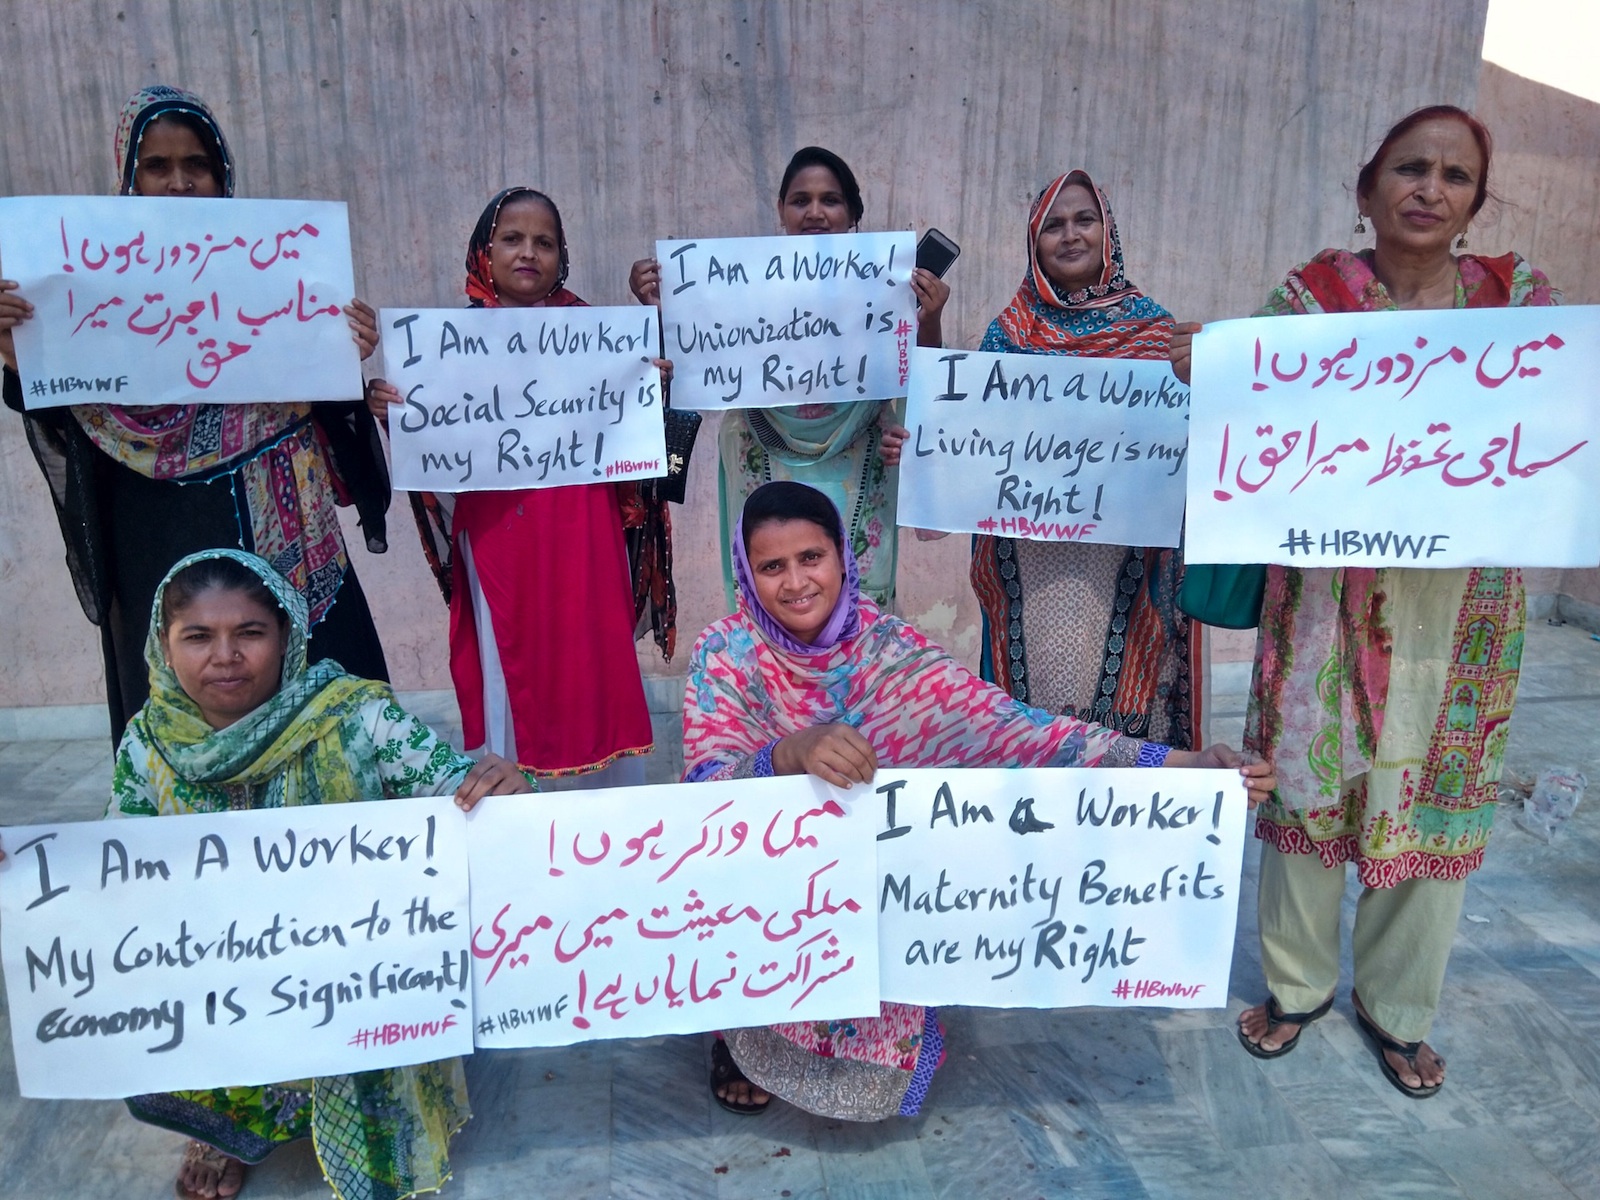 میں مزدور ہوں!
مناسب اجرت میرا
حق
#HBWWF
I Am a Worker!
Social Security is
my Right!
#HBWWF
I Am a Worker!
Unionization is
my Right!
#HBWWF
I Am a Worker
Living Wage is my
Right!
#HBWWF
میں مزدور ہوں!
سماجی تحفظ میرا حق!
#HBWWF
I Am A Worker!
My Contribution to the
Economy IS Significant!
#HBWWF
میں ورکر ہوں!
ملکی معیشت میں میری
شراکت نمایاں ہے!
#HBWWF
I Am a Worker!
Maternity Benefits
are my Right
#HBWWF